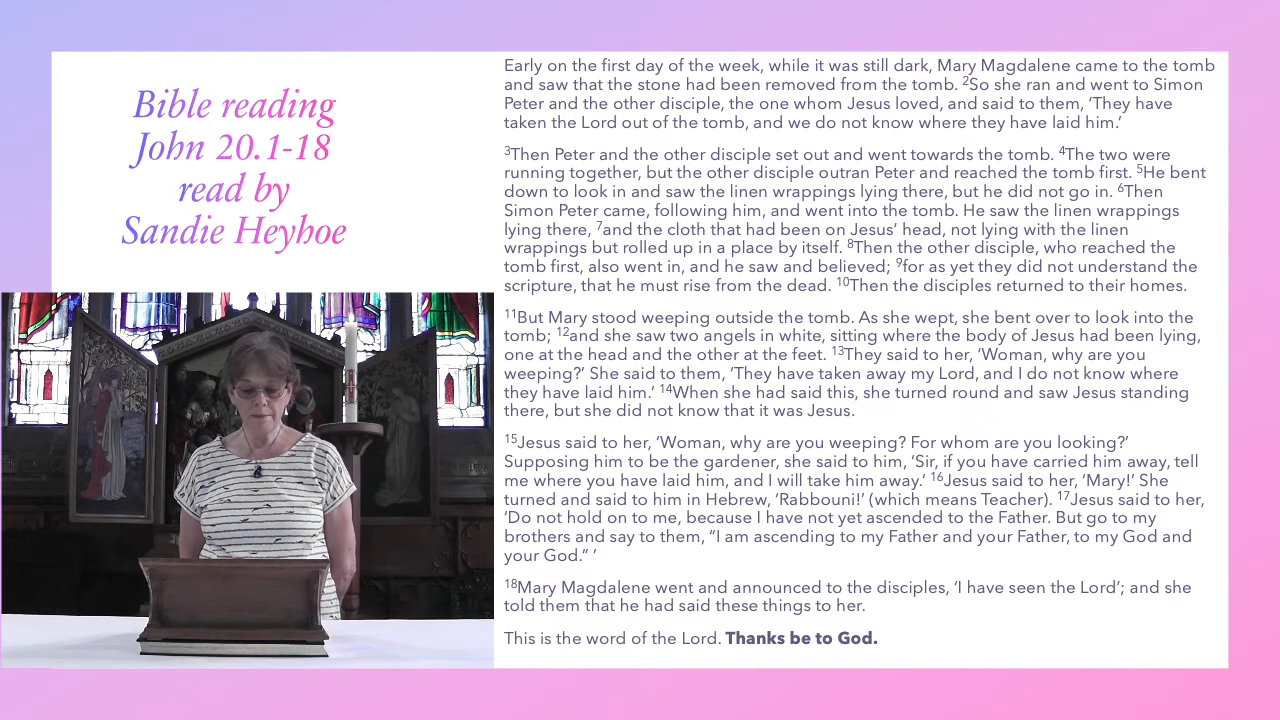 Bible reading
John 20.1-18
read by
Sandie Heyhoe
Early on the first day of the week, while it was still dark, Mary Magdalene came to the tomb
and saw that the stone had been removed from the tomb. ²So she ran and went to Simon
Peter and the other disciple, the one whom Jesus loved, and said to them, ‘They have
taken the Lord out of the tomb, and we do not know where they have laid him.’
³Then Peter and the other disciple set out and went towards the tomb. ⁴The two were
running together, but the other disciple outran Peter and reached the tomb first. ⁵He bent
down to look in and saw the linen wrappings lying there, but he did not go in. ⁶Then
Simon Peter came, following him, and went into the tomb. He saw the linen wrappings
lying there, ⁷and the cloth that had been on Jesus’ head, not lying with the linen
wrappings but rolled up in a place by itself. ⁸Then the other disciple, who reached the
tomb first, also went in, and he saw and believed; ⁹for as yet they did not understand the
scripture, that he must rise from the dead. ¹⁰Then the disciples returned to their homes.
¹¹But Mary stood weeping outside the tomb. As she wept, she bent over to look into the
tomb; ¹²and she saw two angels in white, sitting where the body of Jesus had been lying,
one at the head and the other at the feet. ¹³They said to her, ‘Woman, why are you
weeping?’ She said to them, ‘They have taken away my Lord, and I do not know where
they have laid him.’ ¹⁴When she had said this, she turned round and saw Jesus standing
there, but she did not know that it was Jesus.
¹⁵Jesus said to her, ‘Woman, why are you weeping? For whom are you looking?’
Supposing him to be the gardener, she said to him, ‘Sir, if you have carried him away, tell
me where you have laid him, and I will take him away.’ ¹⁶Jesus said to her, ‘Mary!’ She
turned and said to him in Hebrew, ‘Rabbouni!’ (which means Teacher). ¹⁷Jesus said to her,
‘Do not hold on to me, because I have not yet ascended to the Father. But go to my
brothers and say to them, “I am ascending to my Father and your Father, to my God and
your God.” ’
¹⁸Mary Magdalene went and announced to the disciples, ‘I have seen the Lord’; and she
told them that he had said these things to her.
This is the word of the Lord. Thanks be to God.